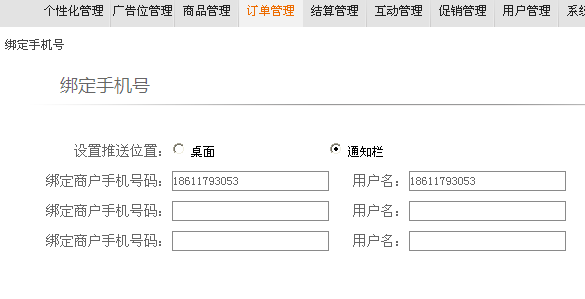 个性化管理 广告位管理 商品管理 订单管理 结算管理 互动管理 促销管理 用户管理 系统
绑定手机号
绑定手机号
设置推送位置： 桌面 通知栏
绑定商户手机号码： 18611793053 用户名： 18611793053
绑定商户手机号码： 用户名：
绑定商户手机号码： 用户名：